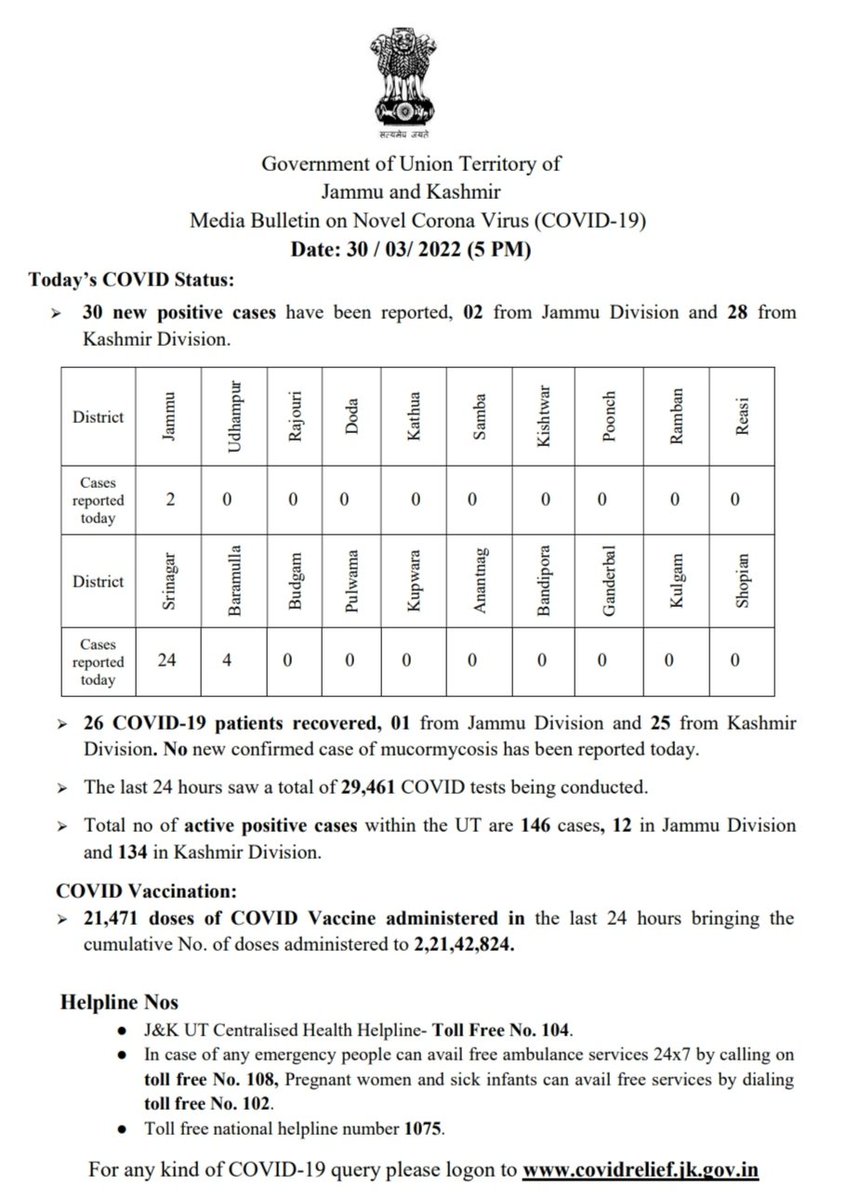 सत्यमेव जयते
Government of Union Territory of
Jammu and Kashmir
Media Bulletin on Novel Corona Virus (COVID-19)
Date: 30 / 03/ 2022 (5 PM)
Today’s COVID Status:
➢ 30 new positive cases have been reported, 02 from Jammu Division and 28 from
Kashmir Division.
District Jammu Udhampur Rajouri Doda Kathua Samba Kishtwar Poonch Ramban Reasi
Cases
reported
today
2 0 0 0 0 0 0 0 0 0
District Srinagar Baramulla Budgam Pulwama Kupwara Anantnag Bandipora Ganderbal Kulgam Shopian
Cases
reported
today
24 4 0 0 0 0 0 0 0 0
➢ 26 COVID-19 patients recovered, 01 from Jammu Division and 25 from Kashmir
Division. No new confirmed case of mucormycosis has been reported today.
➢ The last 24 hours saw a total of 29,461 COVID tests being conducted.
➢ Total no of active positive cases within the UT are 146 cases, 12 in Jammu Division
and 134 in Kashmir Division.
COVID Vaccination:
➢ 21,471 doses of COVID Vaccine administered in the last 24 hours bringing the
cumulative No. of doses administered to 2,21,42,824.
Helpline Nos
● J&K UT Centralised Health Helpline- Toll Free No. 104.
● In case of any emergency people can avail free ambulance services 24x7 by calling on
toll free No. 108, Pregnant women and sick infants can avail free services by dialing
toll free No. 102.
● Toll free national helpline number 1075.
For any kind of COVID-19 query please logon to www.covidrelief.jk.gov.in